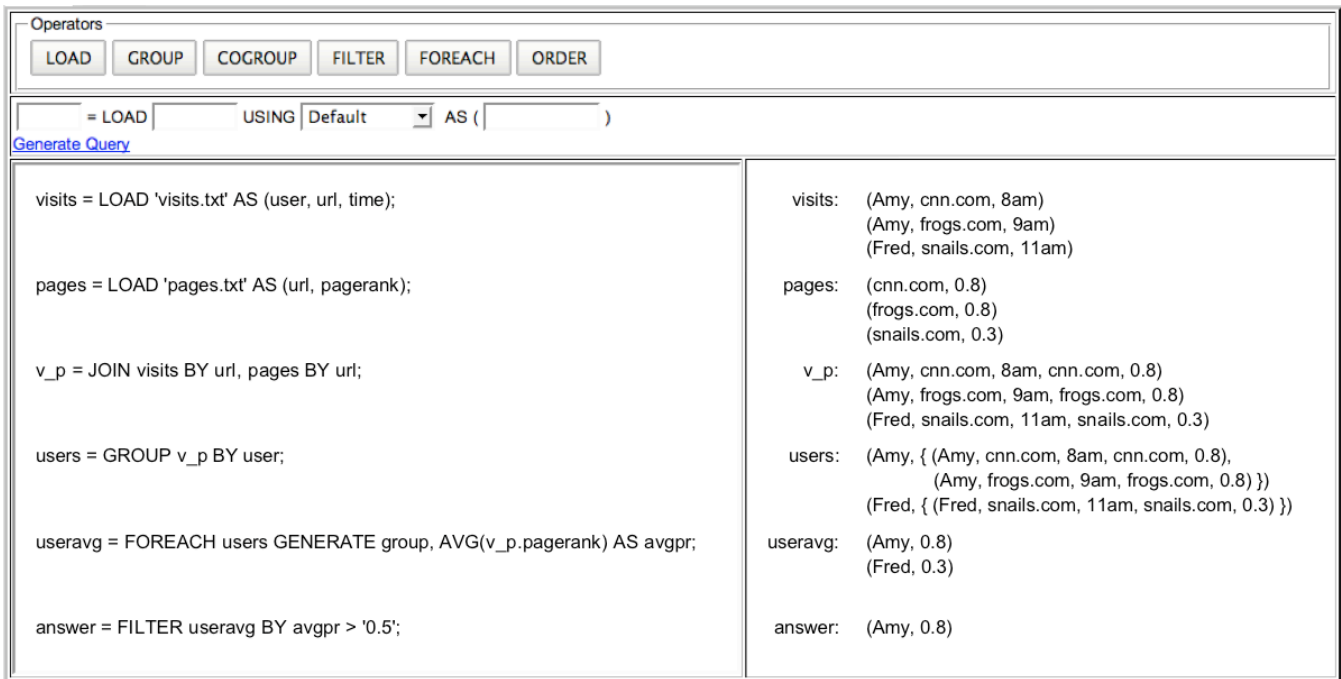 Operators
LOAD GROUP COGROUP FILTER FOREACH ORDER
= LOAD USING Default AS ( )
Generate Query
visits = LOAD 'visits.txt' AS (user, url, time);
visits: (Amy, cnn.com, 8am)
(Amy, frogs.com, 9am)
(Fred, snails.com, 11am)
pages = LOAD 'pages.txt' AS (url, pagerank);
pages: (cnn.com, 0.8)
(frogs.com, 0.8)
(snails.com, 0.3)
v_p = JOIN visits BY url, pages BY url;
v_p: (Amy, cnn.com, 8am, cnn.com, 0.8)
(Amy, frogs.com, 9am, frogs.com, 0.8)
(Fred, snails.com, 11am, snails.com, 0.3)
users = GROUP v_p BY user;
users: (Amy, { (Amy, cnn.com, 8am, cnn.com, 0.8),
(Amy, frogs.com, 9am, frogs.com, 0.8) })
(Fred, { (Fred, snails.com, 11am, snails.com, 0.3) })
useravg = FOREACH users GENERATE group, AVG(v_p.pagerank) AS avgpr;
useravg: (Amy, 0.8)
(Fred, 0.3)
answer = FILTER useravg BY avgpr > '0.5';
answer: (Amy, 0.8)